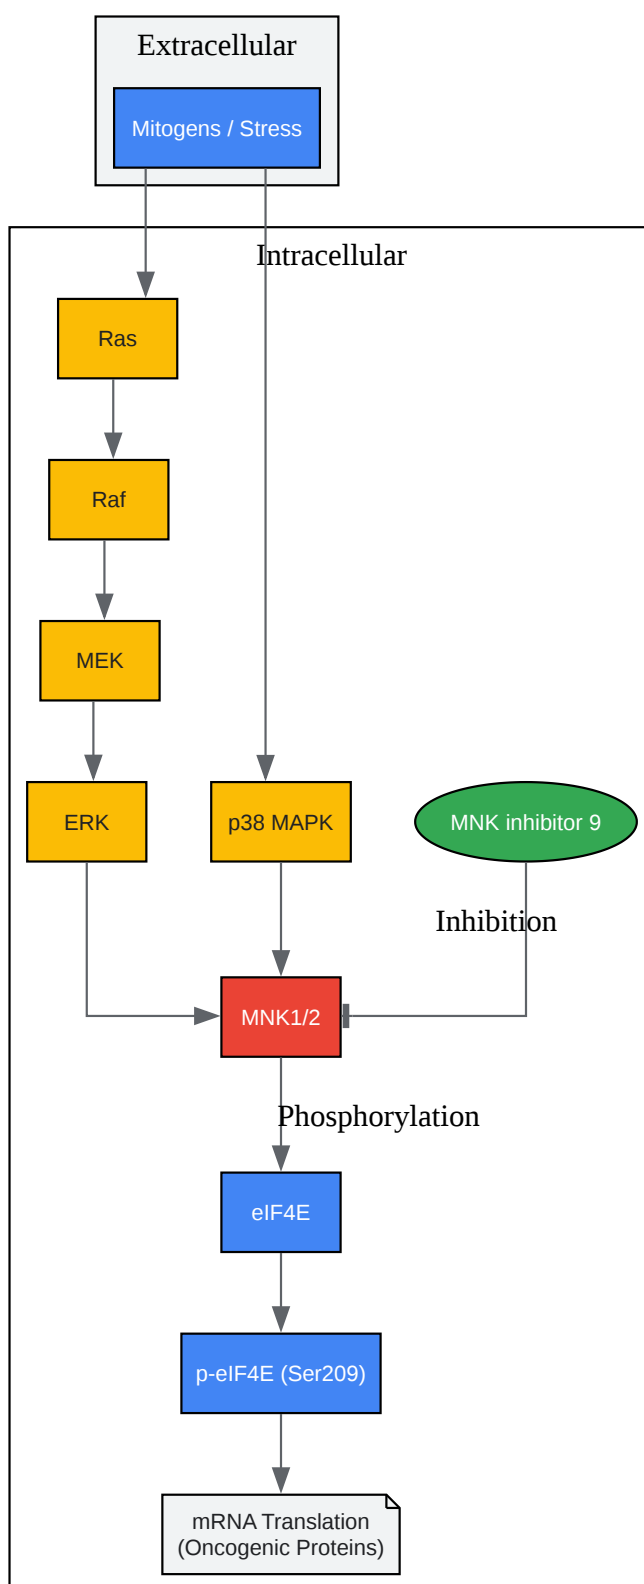 Extracellular
Mitogens / Stress
Intracellular
Ras
Raf
MEK
ERK
p38 MAPK
MNK inhibitor 9
Inhibition
MNK1/2
Phosphorylation
eIF4E
p-eIF4E (Ser209)
mRNA Translation
(Oncogenic Proteins)